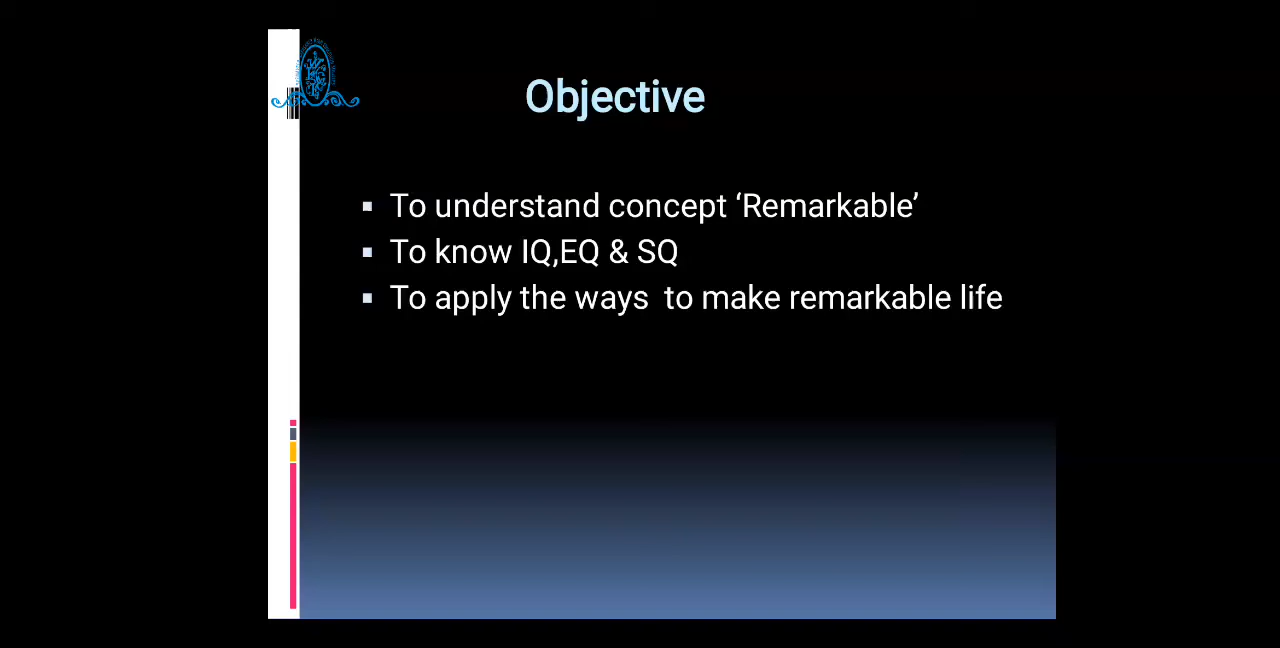 Objective
To understand concept ‘Remarkable’
To know IQ,EQ & SQ
To apply the ways  to make remarkable life